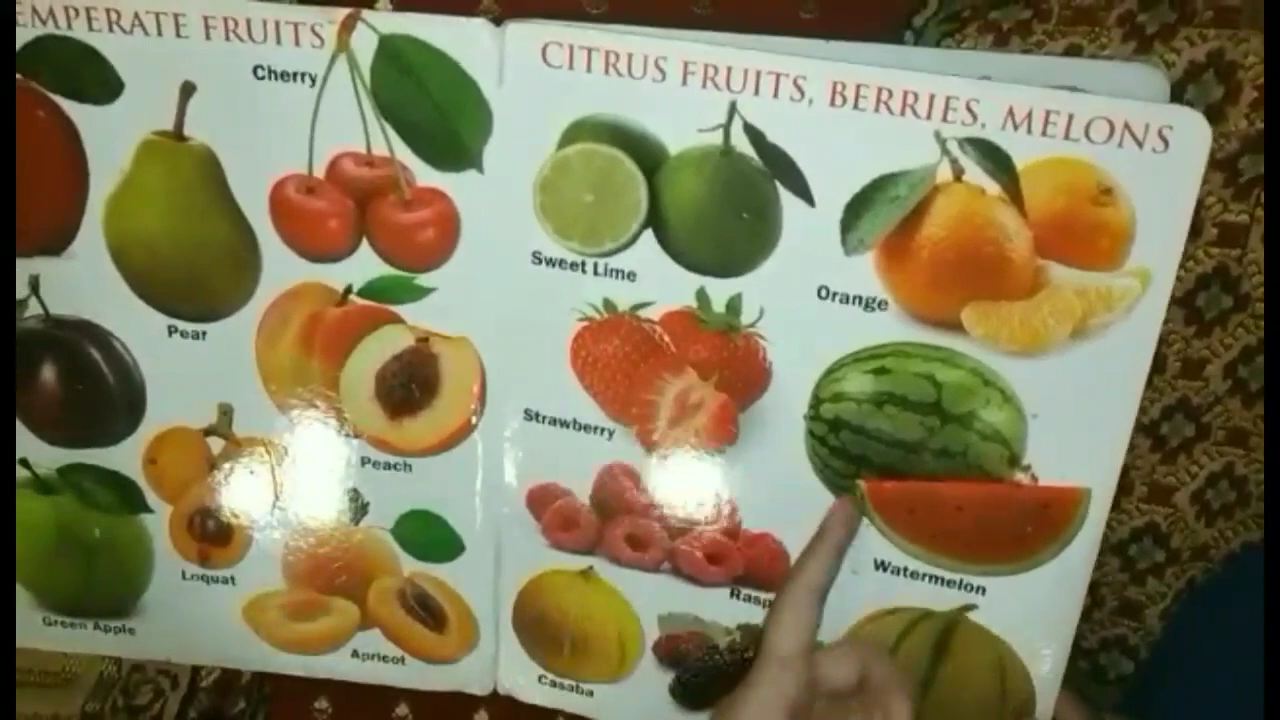 EMPERATE FRUITS
Cherry
Pear
Peach
Loquat
Green Apple
Apricot
CITRUS FRUITS, BERRIES, MELONS
Sweet Lime
Orange
Strawberry
Watermelon
Rasp
Casaba